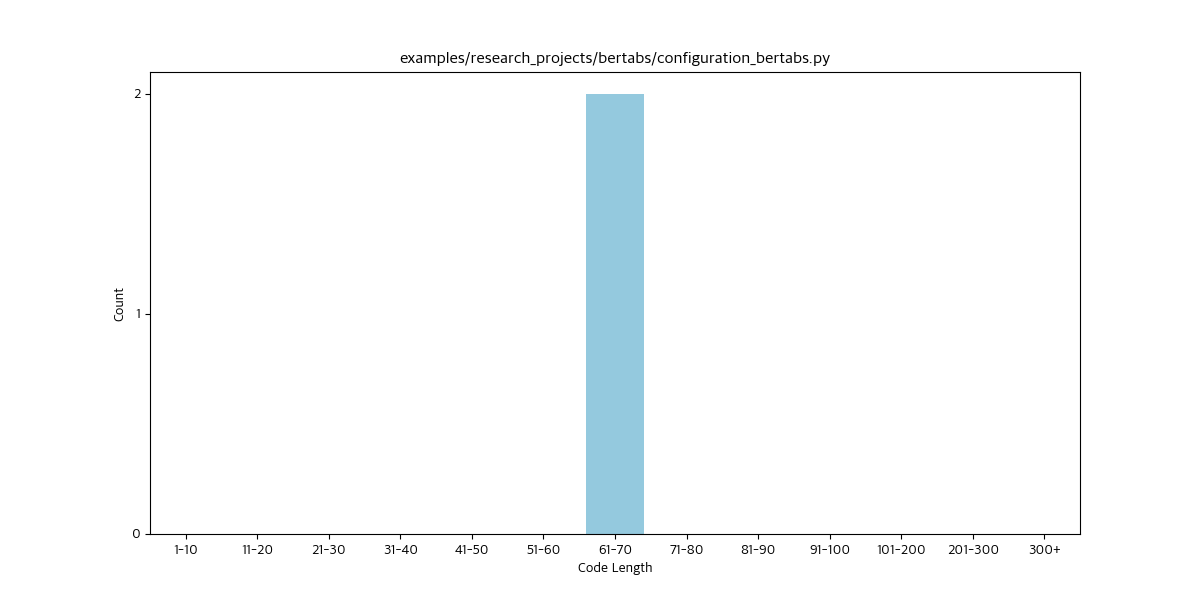 examples/research_projects/bertabs/configuration_bertabs.py
Count
2
1
0
1-10 11-20 21-30 31-40 41-50 51-60 61-70 71-80 81-90 91-100 101-200 201-300 300+
Code Length